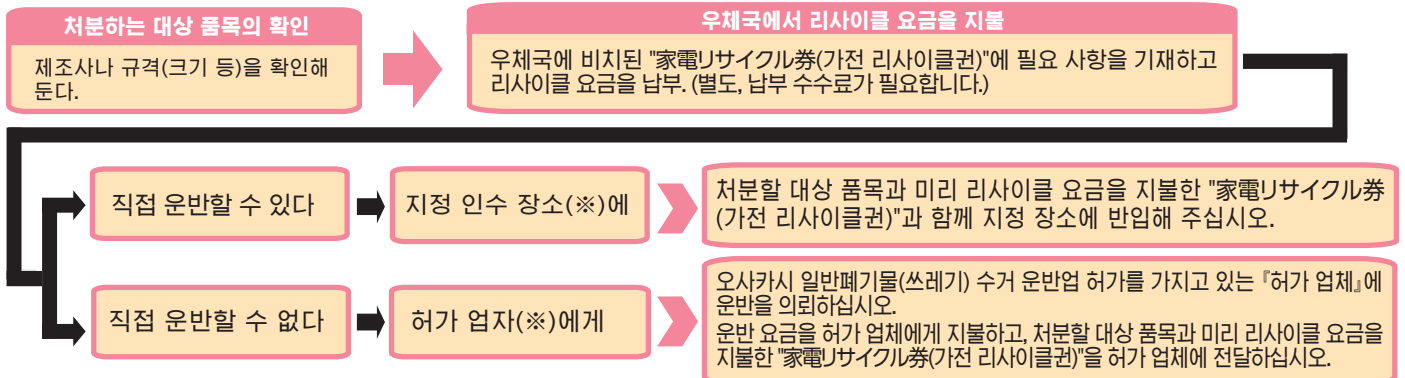 처분하는 대상 품목의 확인
제조사나 규격(크기 등)을 확인해
둔다.
우체국에서 리사이클 요금을 지불
우체국에 비치된 "家電リサイクル券(가전 리사이클권)"에 필요 사항을 기재하고
리사이클 요금을 납부. (별도, 납부 수수료가 필요합니다.)
직접 운반할 수 있다
지정 인수 장소(※)에
처분할 대상 품목과 미리 리사이클 요금을 지불한 "家電リサイクル券
(가전 리사이클권)"과 함께 지정 장소에 반입해 주십시오.
직접 운반할 수 없다
허가 업자(※)에게
오사카시 일반폐기물(쓰레기) 수거 운반업 허가를 가지고 있는 『허가 업체』에
운반을 의뢰하십시오.
운반 요금을 허가 업체에게 지불하고, 처분할 대상 품목과 미리 리사이클 요금을
지불한 "家電リサイクル券(가전 리사이클권)"을 허가 업체에 전달하십시오.